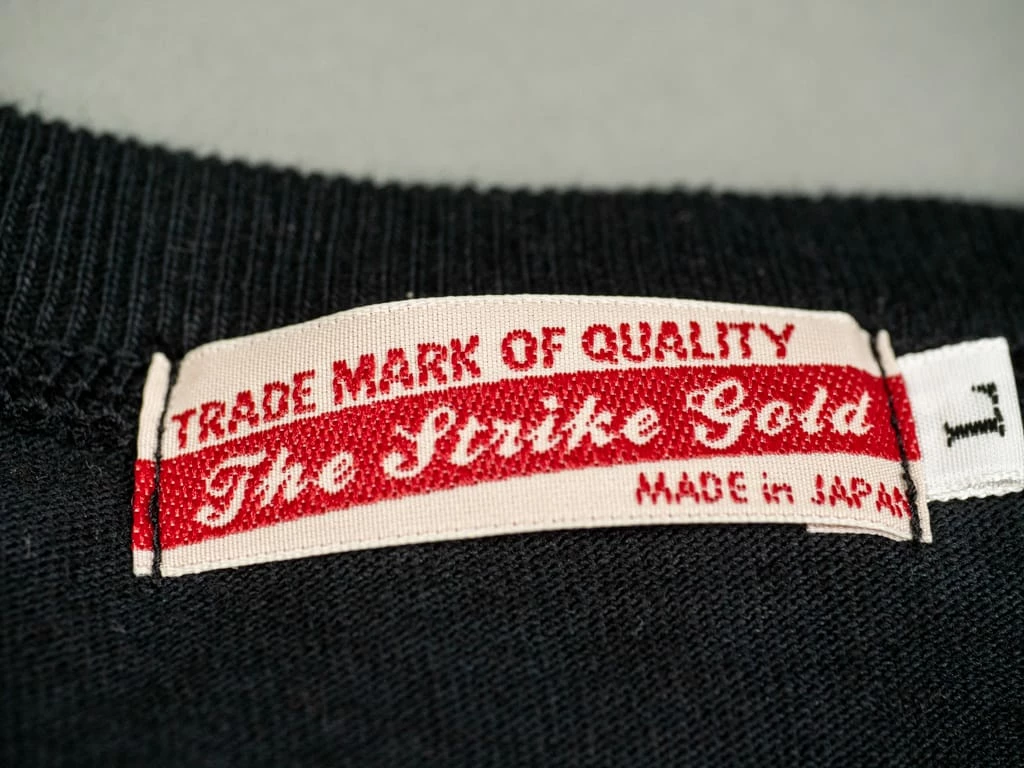 TRADE MARK OF QUALITY
The Strike Gold
MADE in JAPAN
L